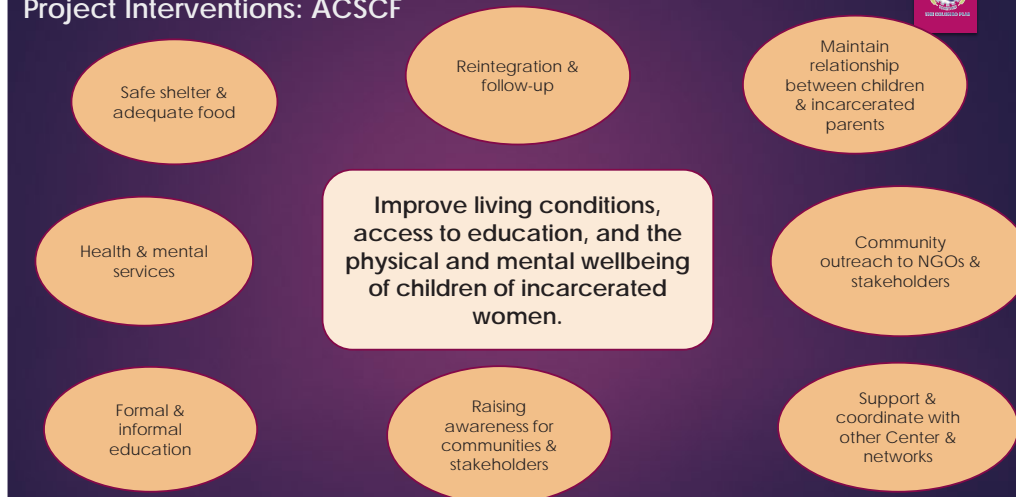 Project Interventions: ACSCF
Safe shelter &
adequate food
Reintegration &
follow-up
Maintain
relationship
between children
& incarcerated
parents
Health & mental
services
Improve living conditions,
access to education, and the
physical and mental wellbeing
of children of incarcerated
women.
Community
outreach to NGOs &
stakeholders
Formal &
informal
education
Raising
awareness for
communities &
stakeholders
Support &
coordinate with
other Center &
networks